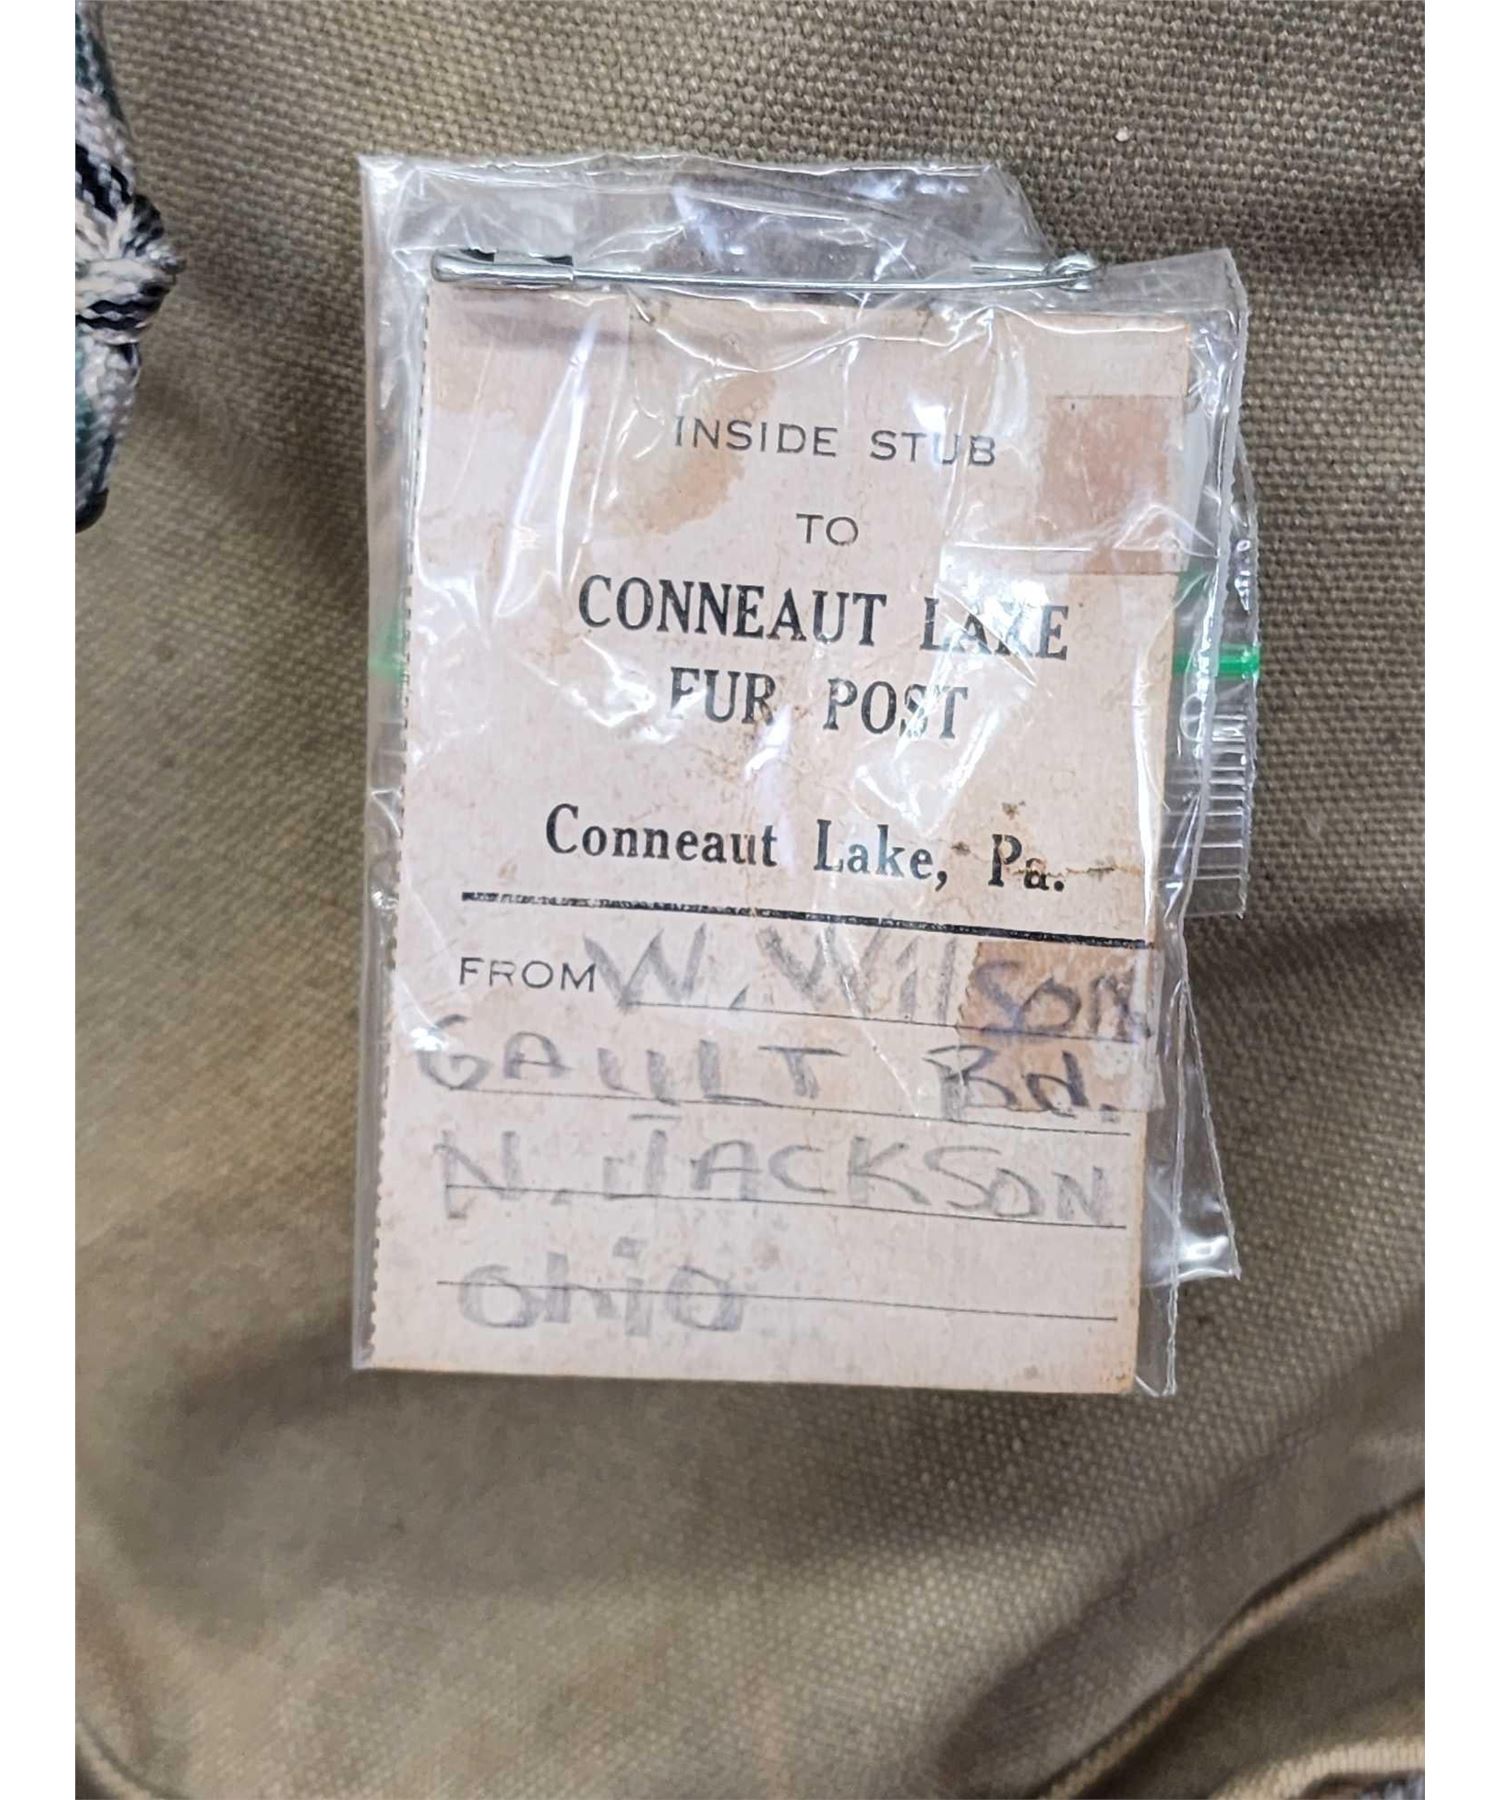 INSIDE STUB
TO
CONNEAUT LAKE
FUR POST
Conneaut Lake, Pa.
FROM W. Wilson
GAULT Rd.
N. JACKSON
Ohio